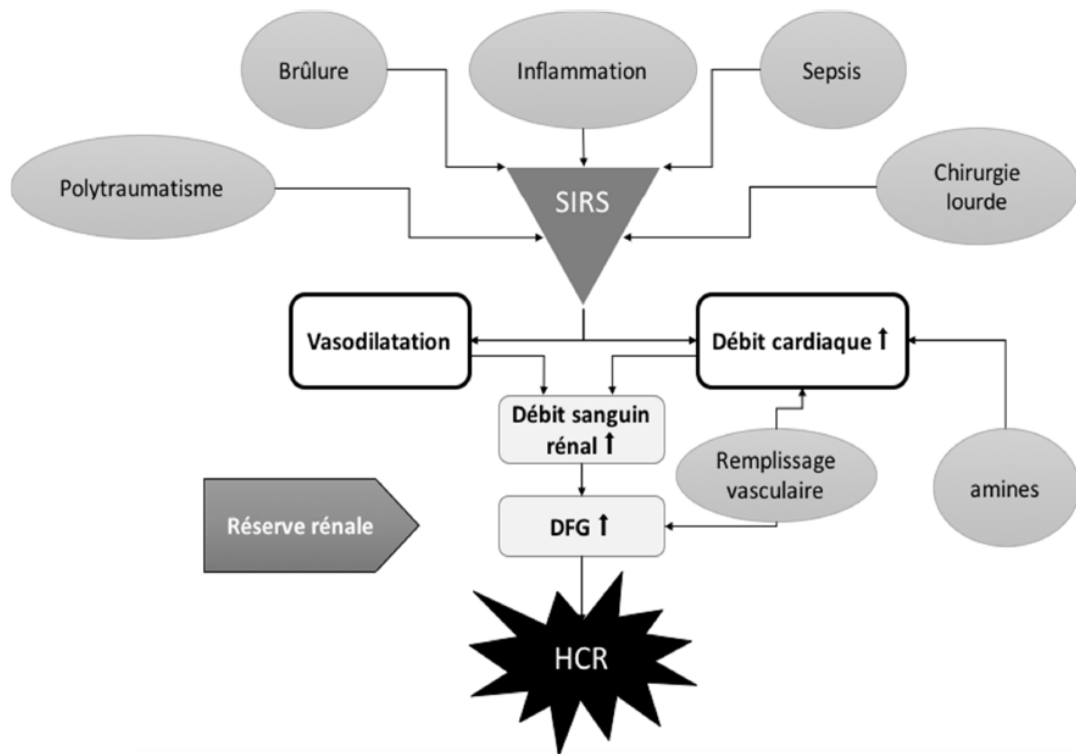 Brûlure
Inflammation
Sepsis
Polytraumatisme
SIRS
Chirurgie
lourde
Vasodilatation
Débit cardiaque ↑
Débit sanguin
rénal ↑
Remplissage
vasculaire
amines
Réserve rénale
DFG ↑
HCR